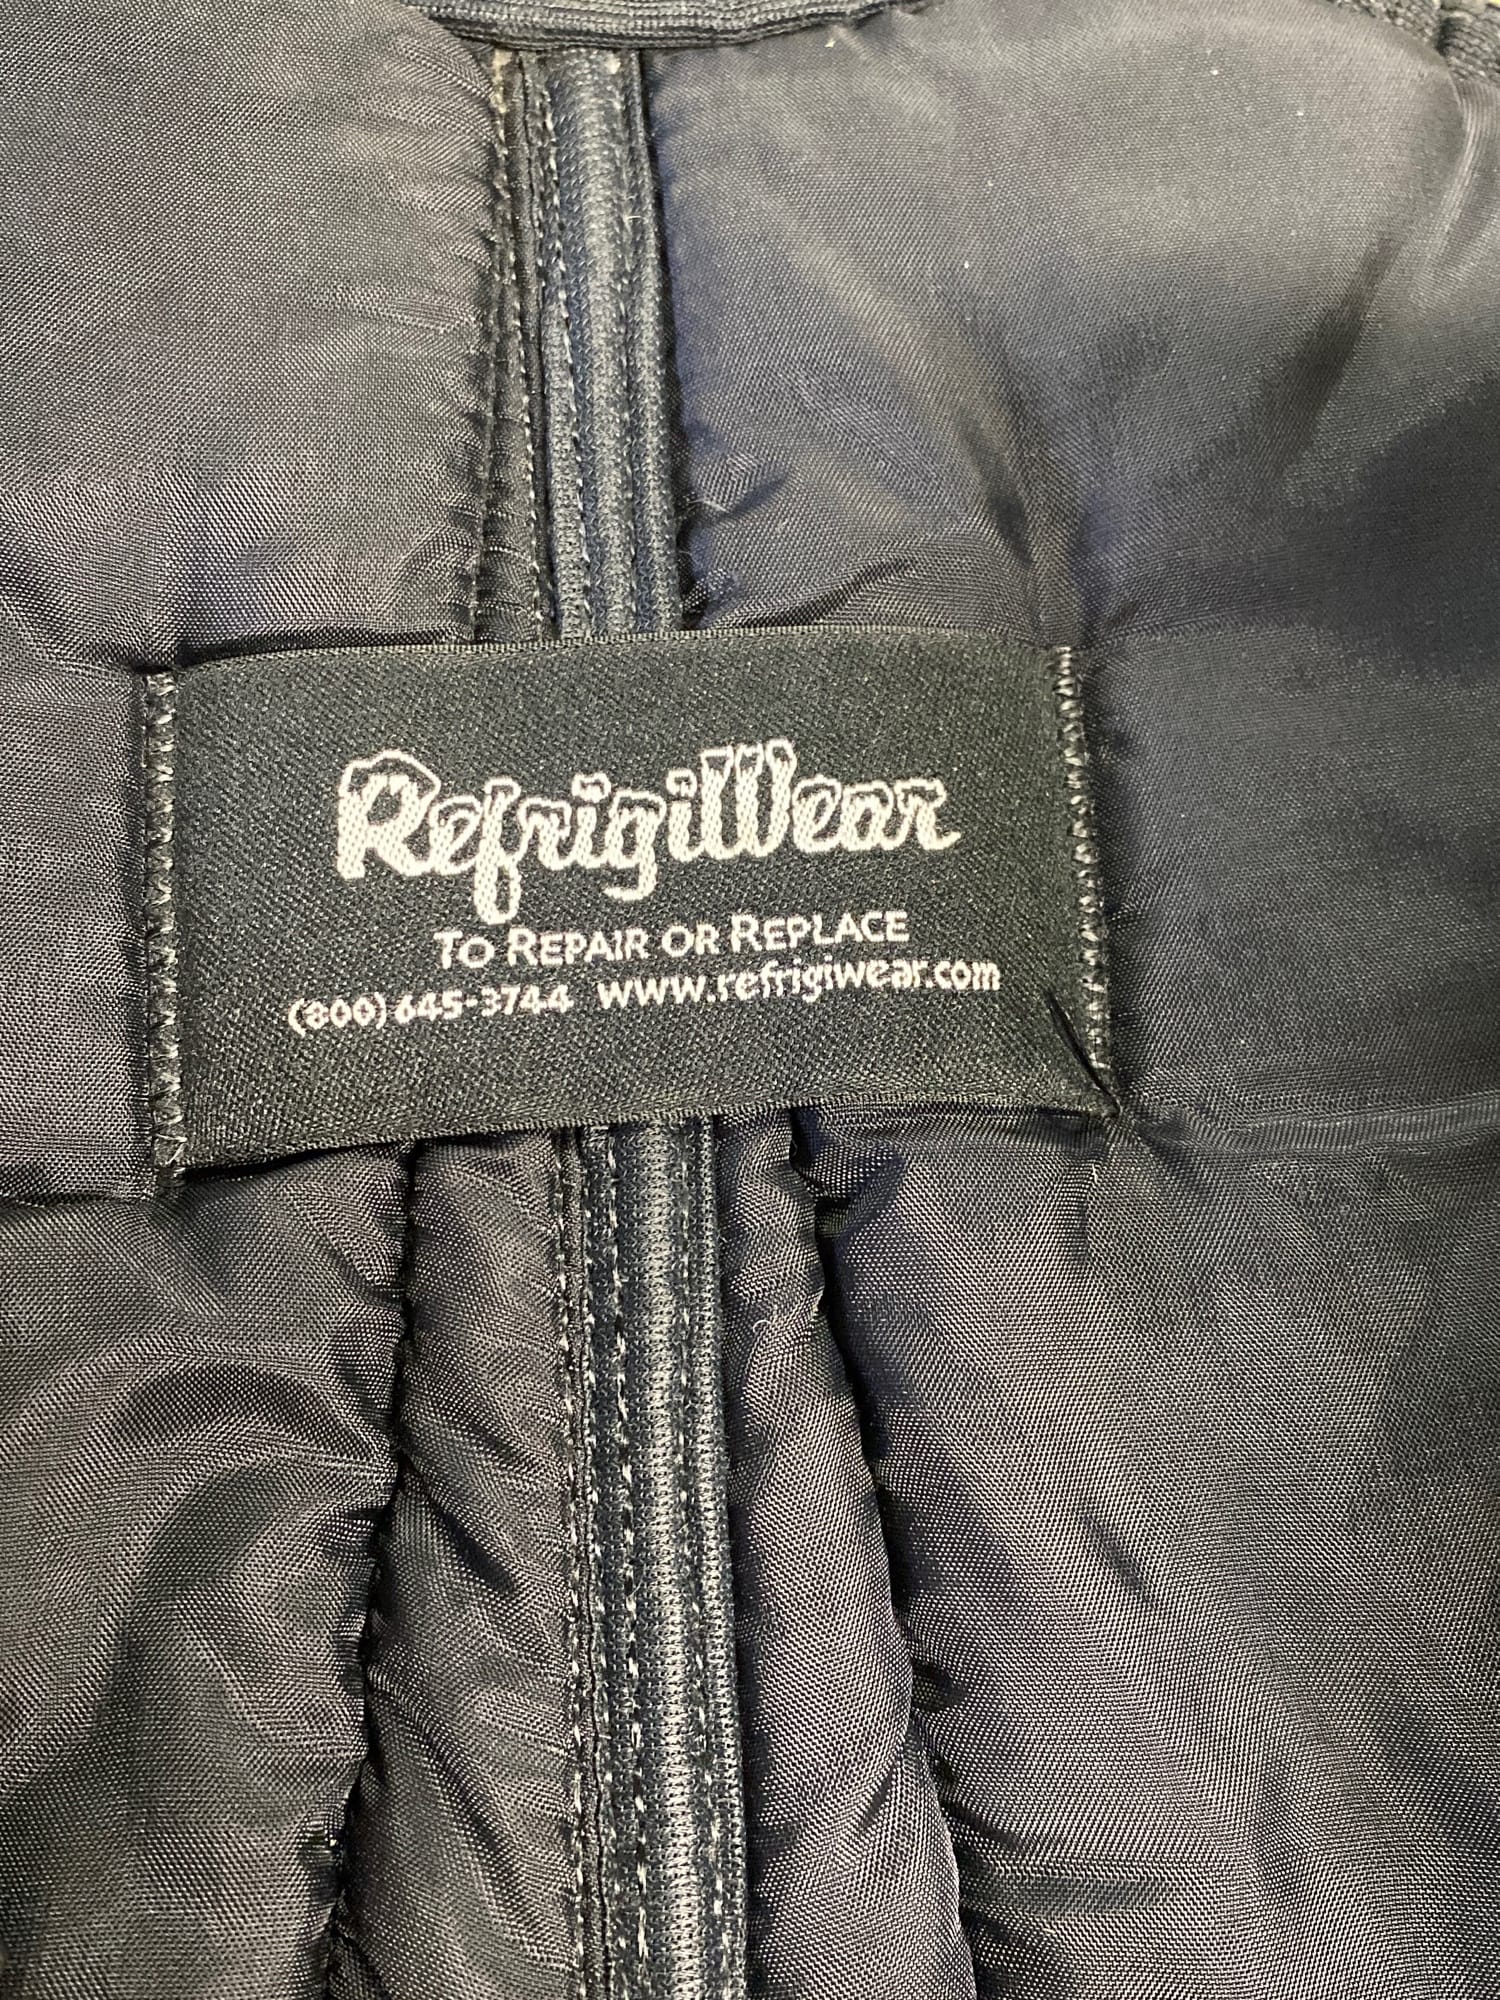 RefrigiWear
TO REPAIR OR REPLACE
(800) 645-3744 www.refrigiwear.com